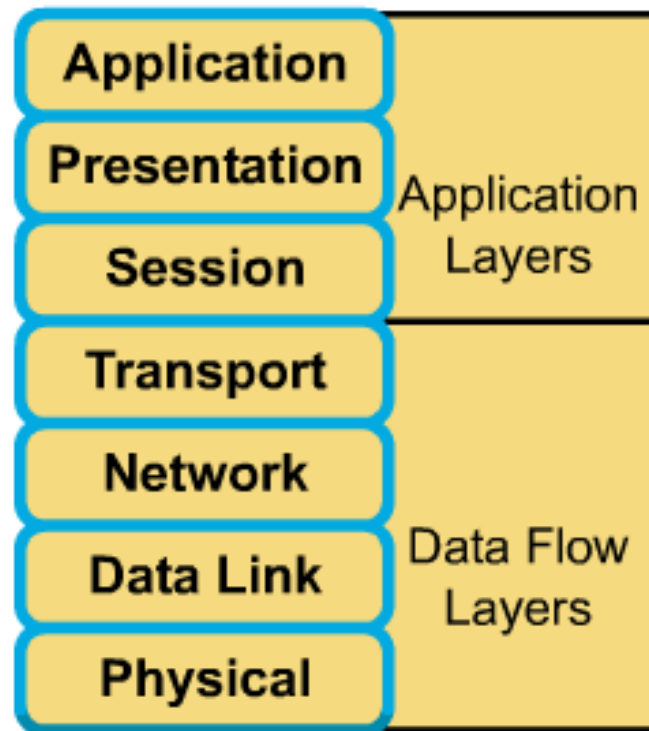 Application
Presentation
Session
Transport
Network
Data Link
Physical
Application
Layers
Data Flow
Layers